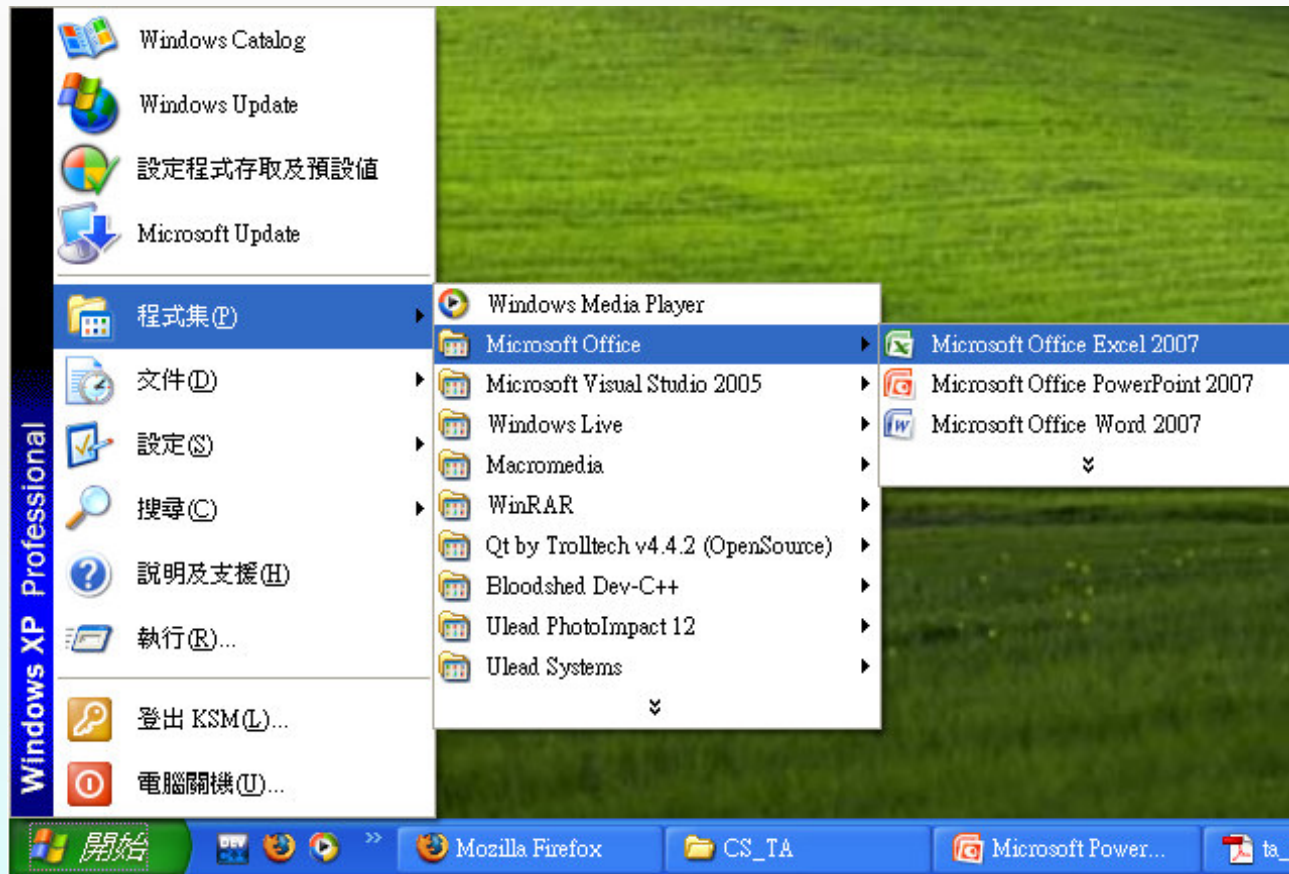 Windows Catalog
Windows Update
設定程式存取及預設值
Microsoft Update
程式集(P)
文件(D)
設定(S)
搜尋(C)
說明及支援(H)
執行(R)...
登出 KSM(L)...
電腦關機(U)...
Windows XP Professional
Windows Media Player
Microsoft Office
Microsoft Visual Studio 2005
Windows Live
Macromedia
WinRAR
Qt by Trolltech v4.4.2 (OpenSource)
Bloodshed Dev-C++
Ulead PhotoImpact 12
Ulead Systems
Microsoft Office Excel 2007
Microsoft Office PowerPoint 2007
Microsoft Office Word 2007
開始
DEV
Mozilla Firefox
CS_TA
Microsoft Power...
ta_